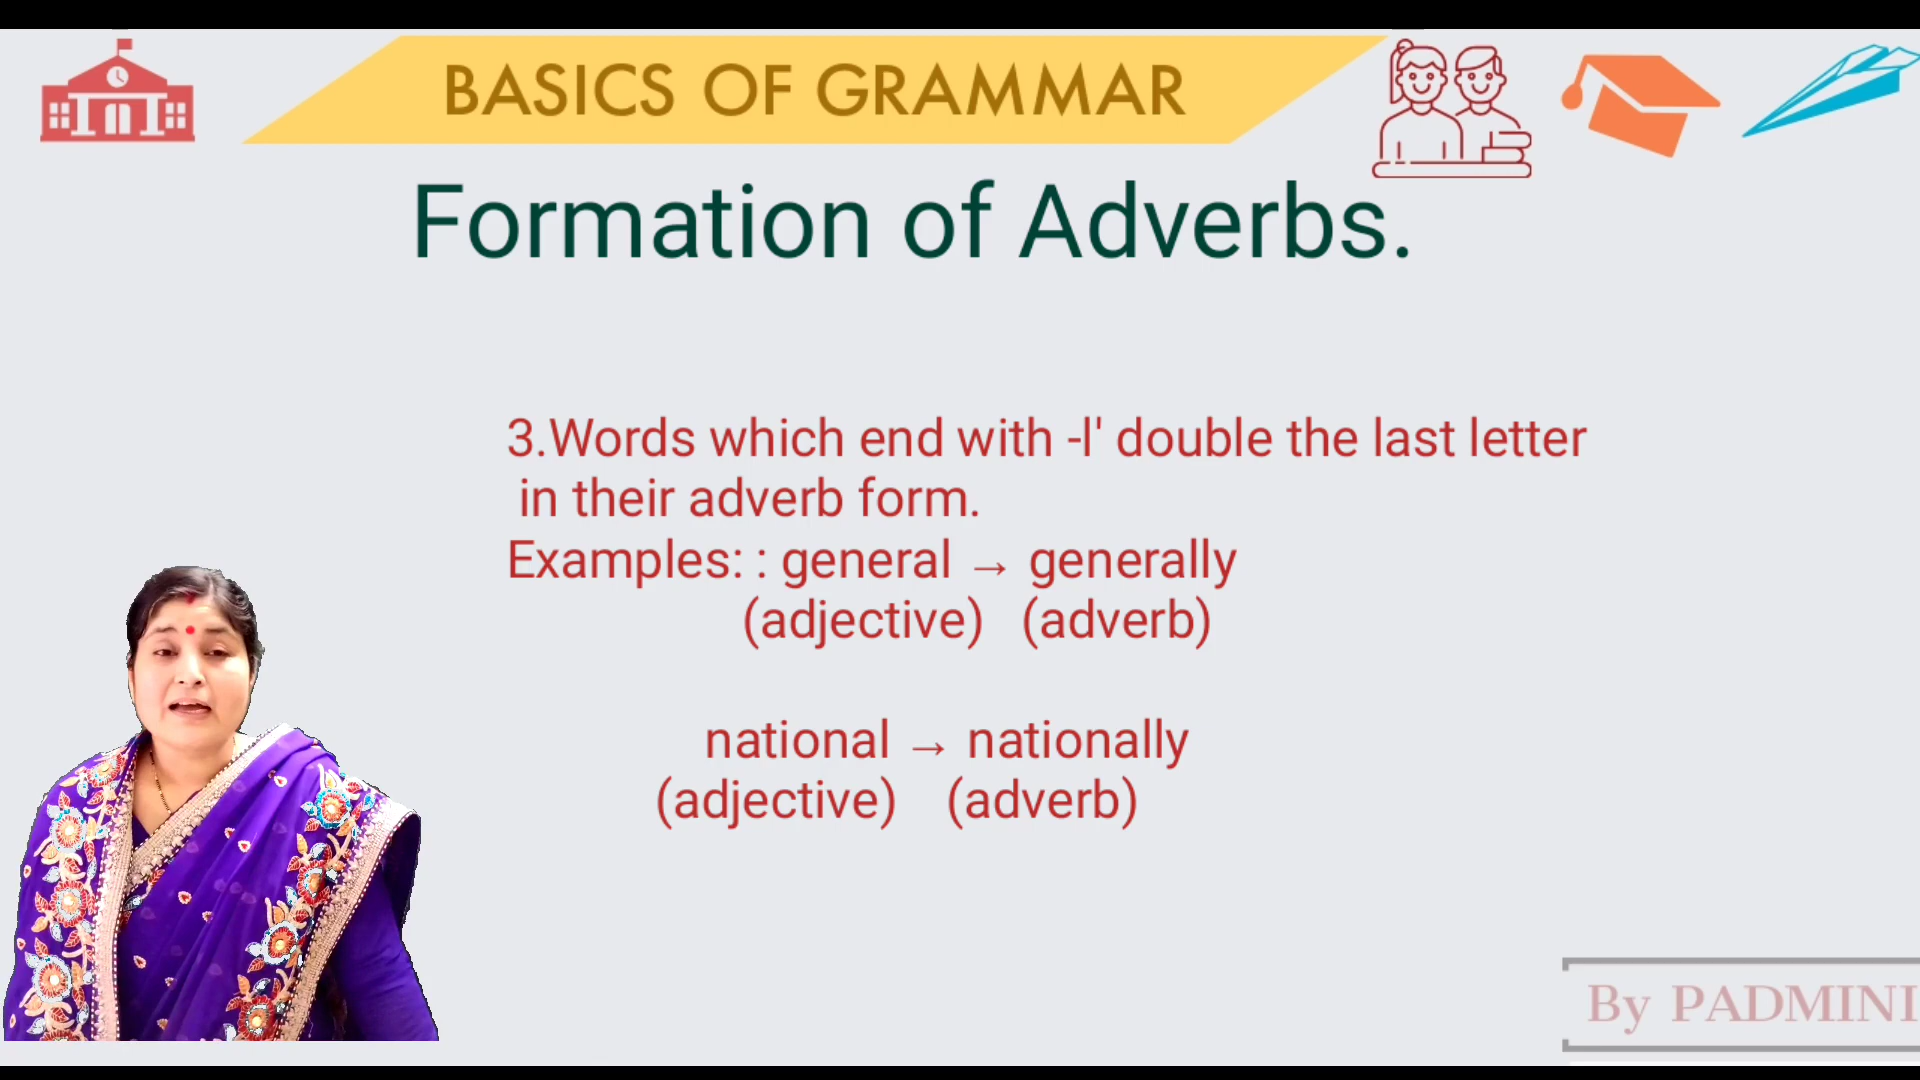 BASICS OF GRAMMAR
Formation of Adverbs.
3.Words which end with -l' double the last letter
in their adverb form.
Examples: : general → generally
(adjective) (adverb)
national → nationally
(adjective) (adverb)
By PADMINI